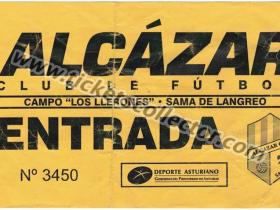 ALCÁZAR
CLUB DE FÚTBOL
CAMPO "LOS LLERONES" • SAMA DE LANGREO
ENTRADA
Nº 3450
DEPORTE ASTURIANO